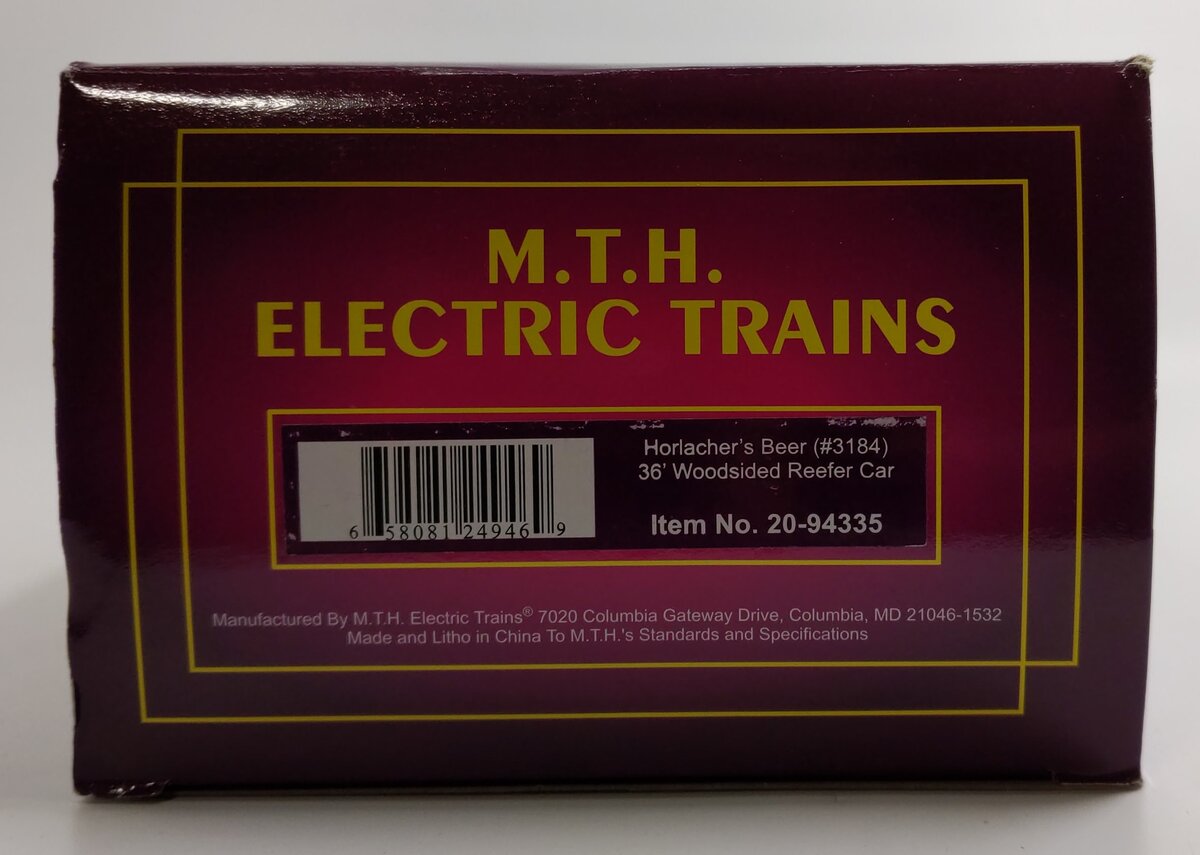 M.T.H.
ELECTRIC TRAINS
Horlacher's Beer (#3184)
36' Woodsided Reefer Car
Item No. 20-94335
6 58081 24946 9
Manufactured By M.T.H. Electric Trains® 7020 Columbia Gateway Drive, Columbia, MD 21046-1532
Made and Litho in China To M.T.H.'s Standards and Specifications